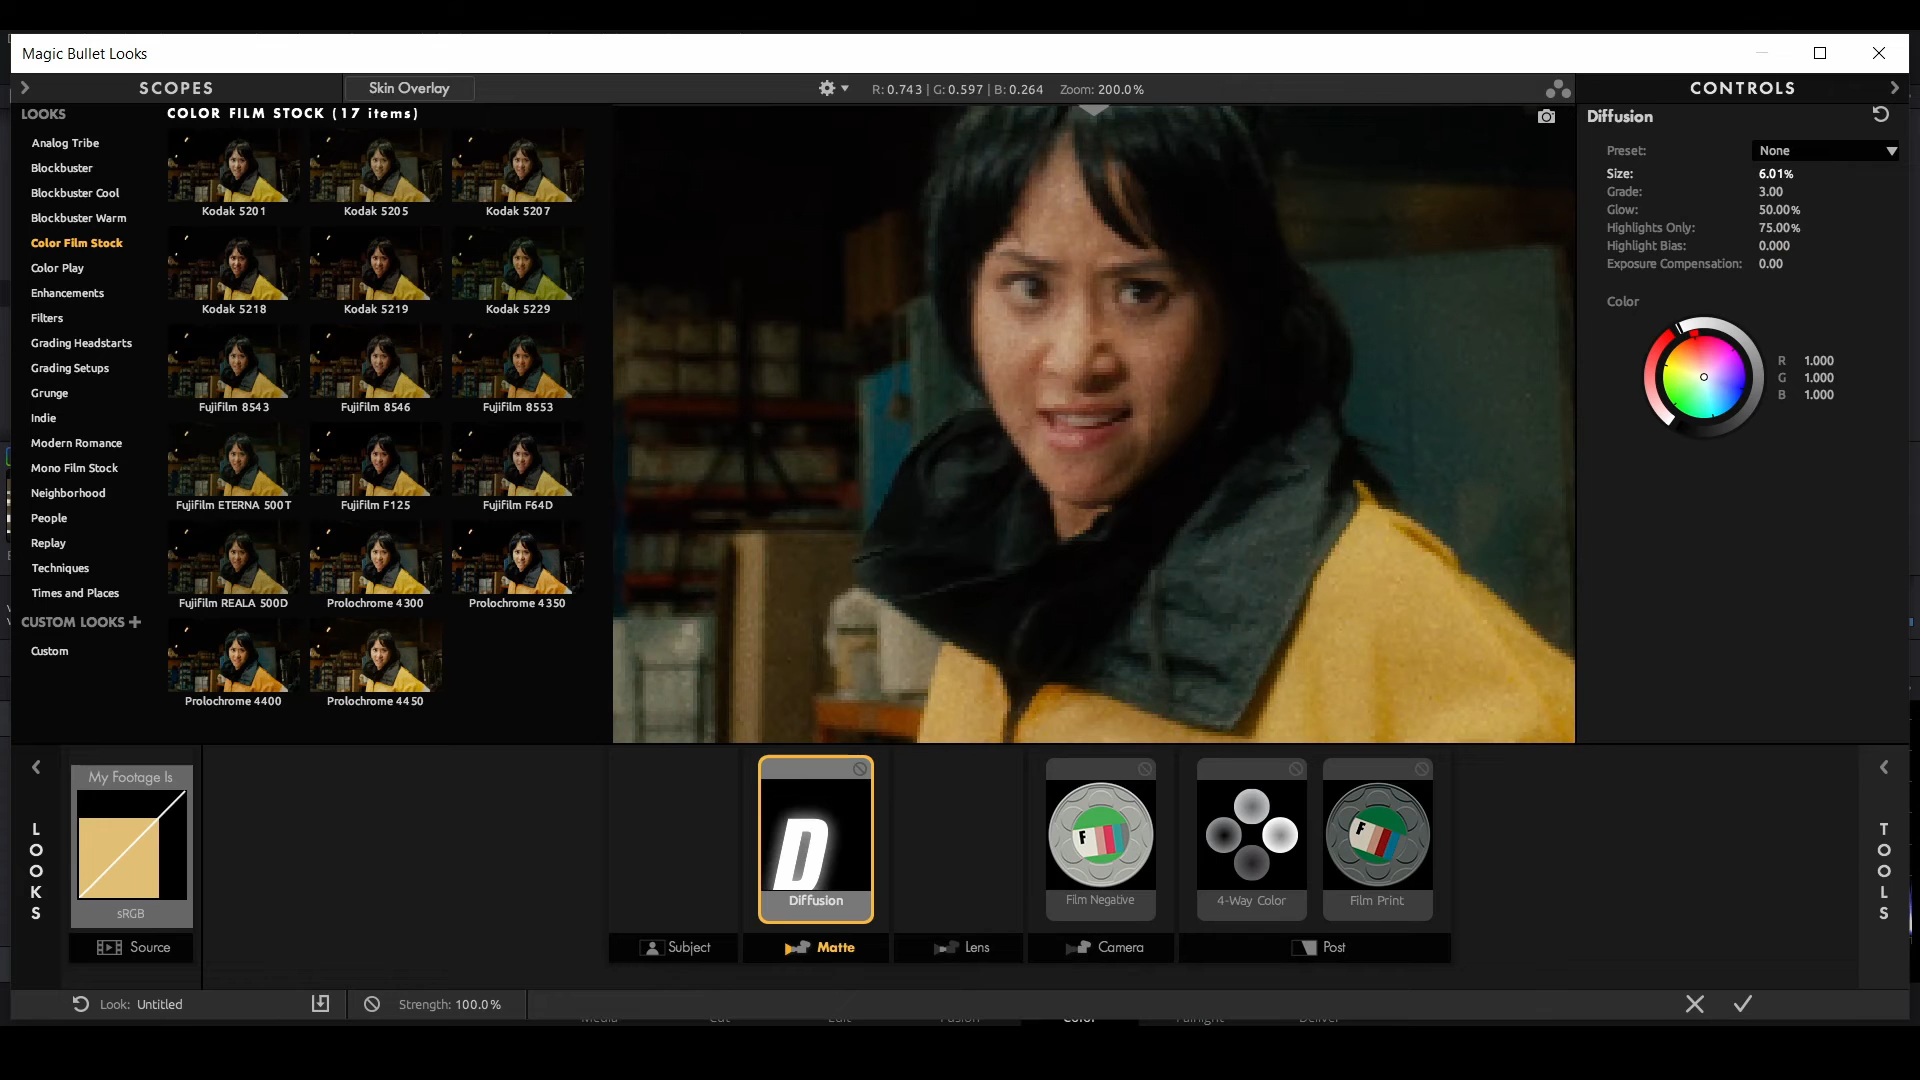 Magic Bullet Looks
SCOPES
Skin Overlay
R: 0.743 | G: 0.597 | B: 0.264 Zoom: 200.0%
CONTROLS
LOOKS
Analog Tribe
Blockbuster
Blockbuster Cool
Blockbuster Warm
Color Film Stock
Color Play
Enhancements
Filters
Grading Headstarts
Grading Setups
Grunge
Indie
Modern Romance
Mono Film Stock
Neighborhood
People
Replay
Techniques
Times and Places
CUSTOM LOOKS +
Custom
COLOR FILM STOCK (17 items)
Kodak 5201 Kodak 5205 Kodak 5207
Kodak 5218 Kodak 5219 Kodak 5229
Fujifilm 8543 Fujifilm 8546 Fujifilm 8553
Fujifilm ETERNA 500T Fujifilm F125 Fujifilm F64D
Fujifilm REALA 500D Prolochrome 4300 Prolochrome 4350
Prolochrome 4400 Prolochrome 4450
Diffusion
Preset: None
Size: 6.01%
Grade: 3.00
Glow: 50.00%
Highlights Only: 75.00%
Highlight Bias: 0.000
Exposure Compensation: 0.00
Color
R 1.000
G 1.000
B 1.000
LOOKS
My Footage Is
sRGB
Source
D
Diffusion
F
Film Negative
4-Way Color
F
Film Print
Subject
Matte
Lens
Camera
Post
TOOLS
Look: Untitled
Strength: 100.0%
Media Cut Edit Fusion Color Fairlight Deliver